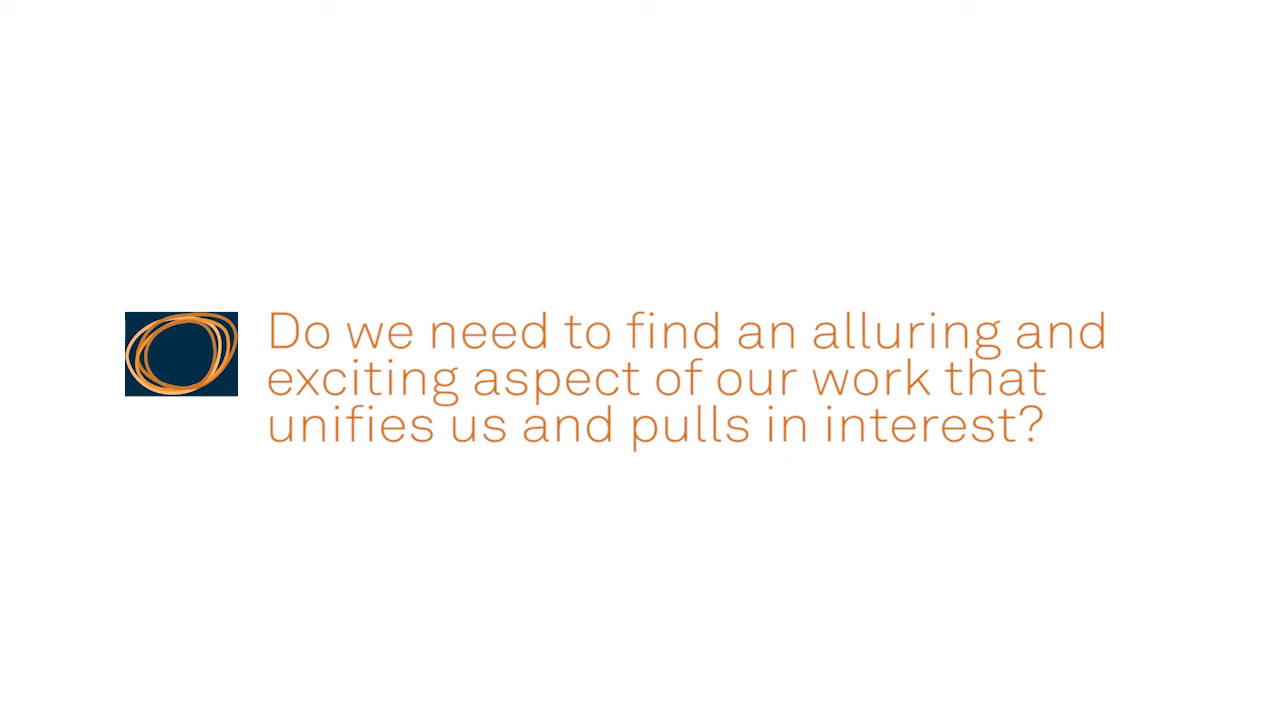 Do we need to find an alluring and
exciting aspect of our work that
unifies us and pulls in interest?